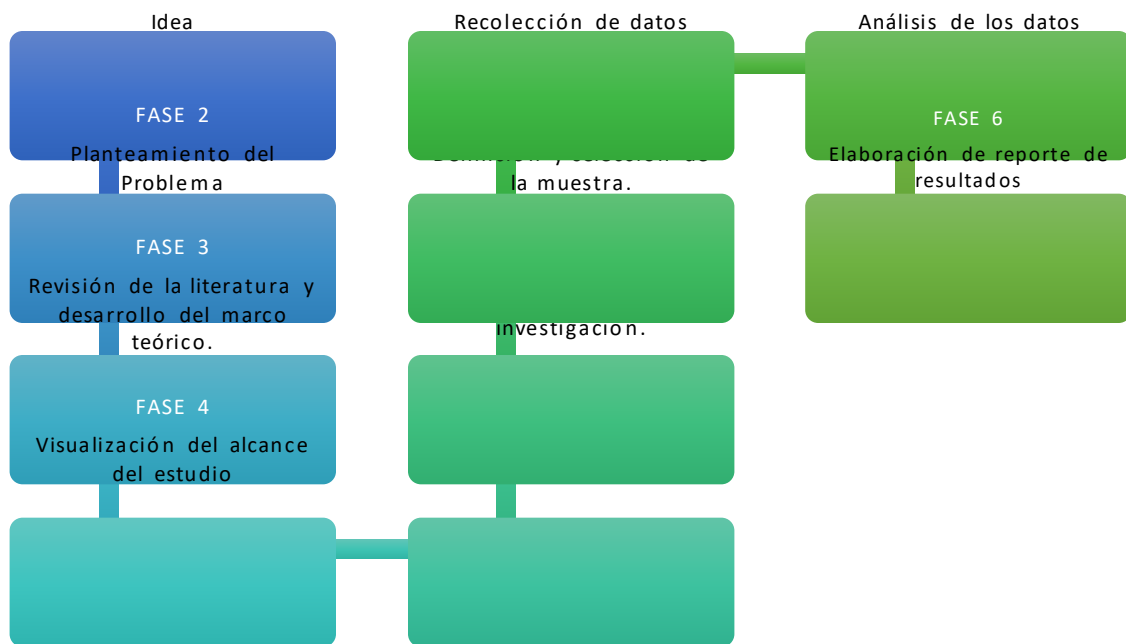 Idea
FASE 2
Planteamiento del
Problema
FASE 3
Revisión de la literatura y
desarrollo del marco
teórico.
FASE 4
Visualización del alcance
del estudio
Recolección de datos
la muestra.
investigación.
Análisis de los datos
FASE 6
Elaboración de reporte de
resultados